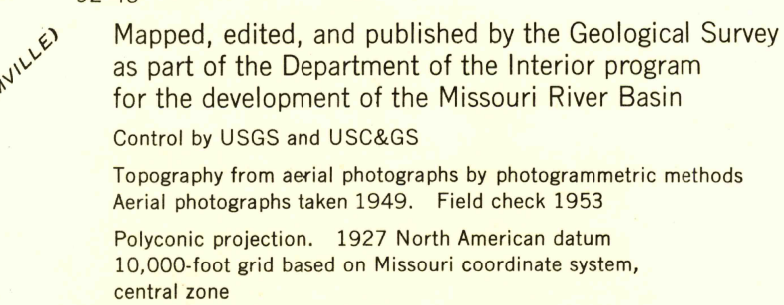 Mapped, edited, and published by the Geological Survey
as part of the Department of the Interior program
for the development of the Missouri River Basin
Control by USGS and USC&GS
Topography from aerial photographs by photogrammetric methods
Aerial photographs taken 1949. Field check 1953
Polyconic projection. 1927 North American datum
10,000-foot grid based on Missouri coordinate system,
central zone